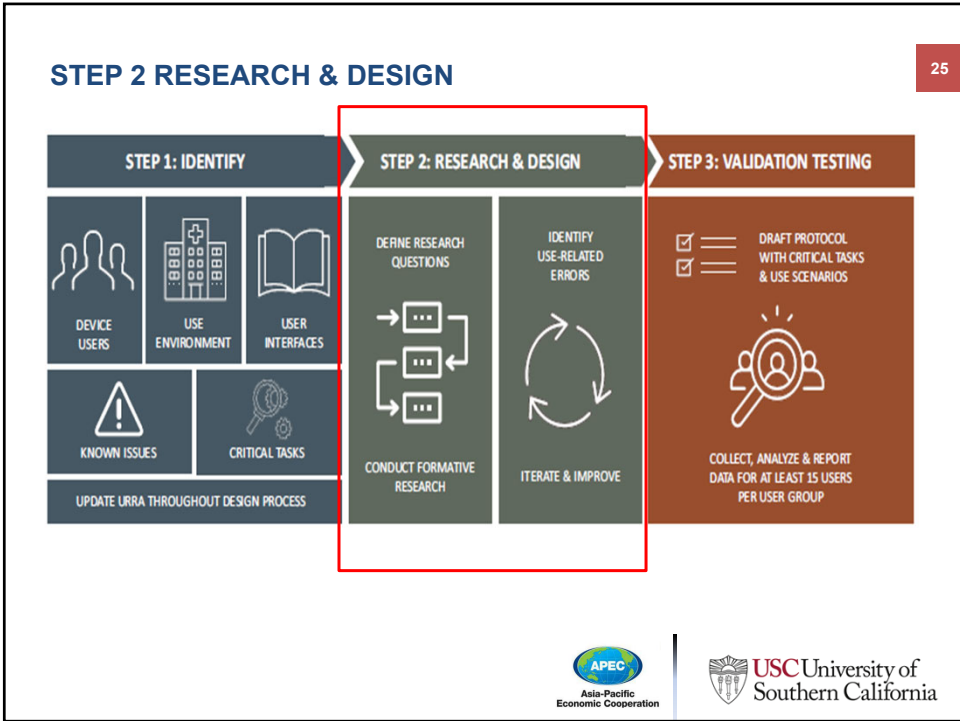 STEP 2 RESEARCH & DESIGN
25
STEP 1: IDENTIFY
STEP 2: RESEARCH & DESIGN
STEP 3: VALIDATION TESTING
DEVICE
USERS
USE
ENVIRONMENT
USER
INTERFACES
KNOWN ISSUES
CRITICAL TASKS
UPDATE URRA THROUGHOUT DESIGN PROCESS
DEFINE RESEARCH
QUESTIONS
CONDUCT FORMATIVE
RESEARCH
IDENTIFY
USE-RELATED
ERRORS
ITERATE & IMPROVE
DRAFT PROTOCOL
WITH CRITICAL TASKS
& USE SCENARIOS
COLLECT, ANALYZE & REPORT
DATA FOR AT LEAST 15 USERS
PER USER GROUP
APEC
Asia-Pacific
Economic Cooperation
USC University of
Southern California